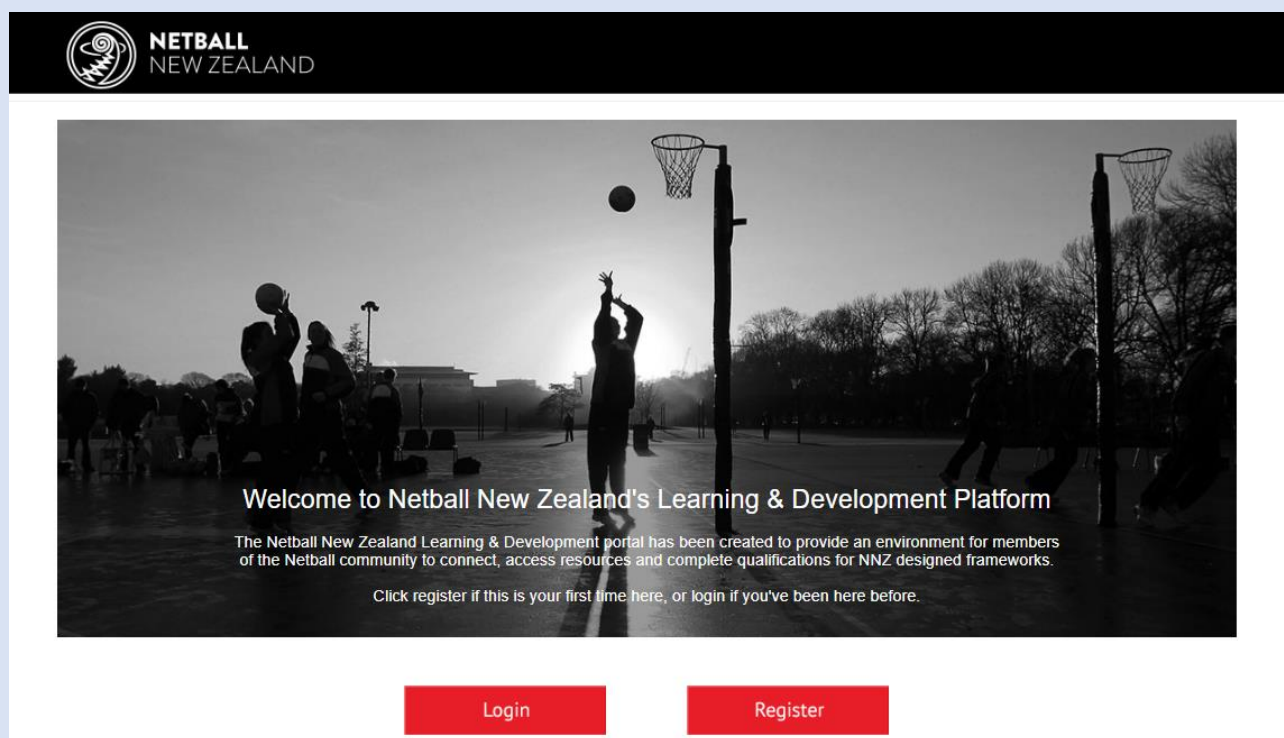 NETBALL
NEW ZEALAND
Welcome to Netball New Zealand's Learning & Development Platform
The Netball New Zealand Learning & Development portal has been created to provide an environment for members
of the Netball community to connect, access resources and complete qualifications for NNZ designed frameworks.
Click register if this is your first time here, or login if you've been here before.
Login
Register